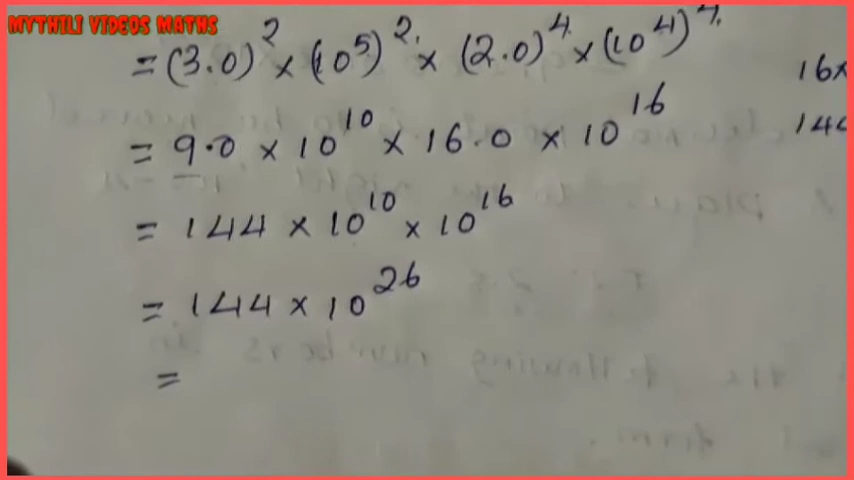 MYTHILI VIDEOS MATHS
= (3.0)² × (10⁵)² × (2.0)⁴ × (10⁴)⁴
= 9.0 × 10¹⁰ × 16.0 × 10¹⁶
16×
144
= 144 × 10¹⁰ × 10¹⁶
= 144 × 10²⁶
=